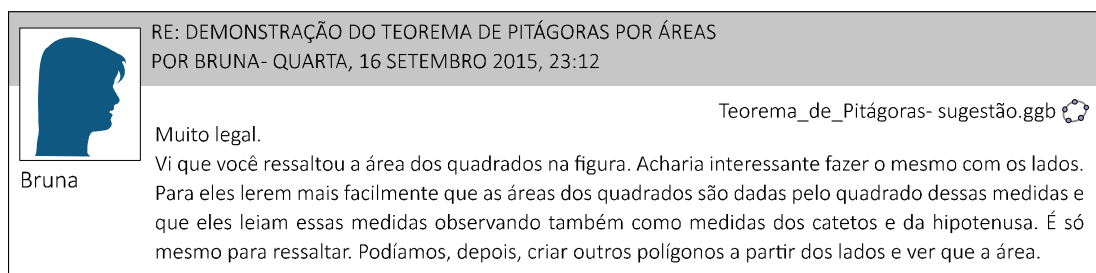 RE: DEMONSTRAÇÃO DO TEOREMA DE PITÁGORAS POR ÁREAS
POR BRUNA- QUARTA, 16 SETEMBRO 2015, 23:12
Teorema_de_Pitágoras- sugestão.ggb
Muito legal.
Vi que você ressaltou a área dos quadrados na figura. Acharia interessante fazer o mesmo com os lados.
Para eles lerem mais facilmente que as áreas dos quadrados são dadas pelo quadrado dessas medidas e
que eles leiam essas medidas observando também como medidas dos catetos e da hipotenusa. É só
mesmo para ressaltar. Podíamos, depois, criar outros polígonos a partir dos lados e ver que a área.
Bruna